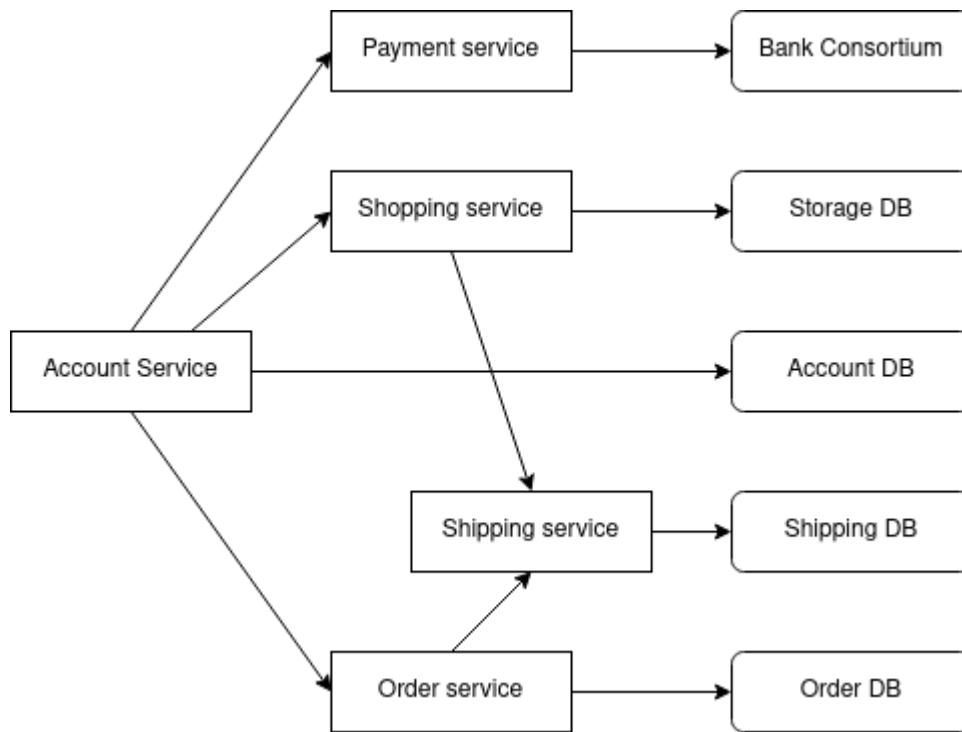 Payment service
Bank Consortium
Shopping service
Storage DB
Account Service
Account DB
Shipping service
Shipping DB
Order service
Order DB